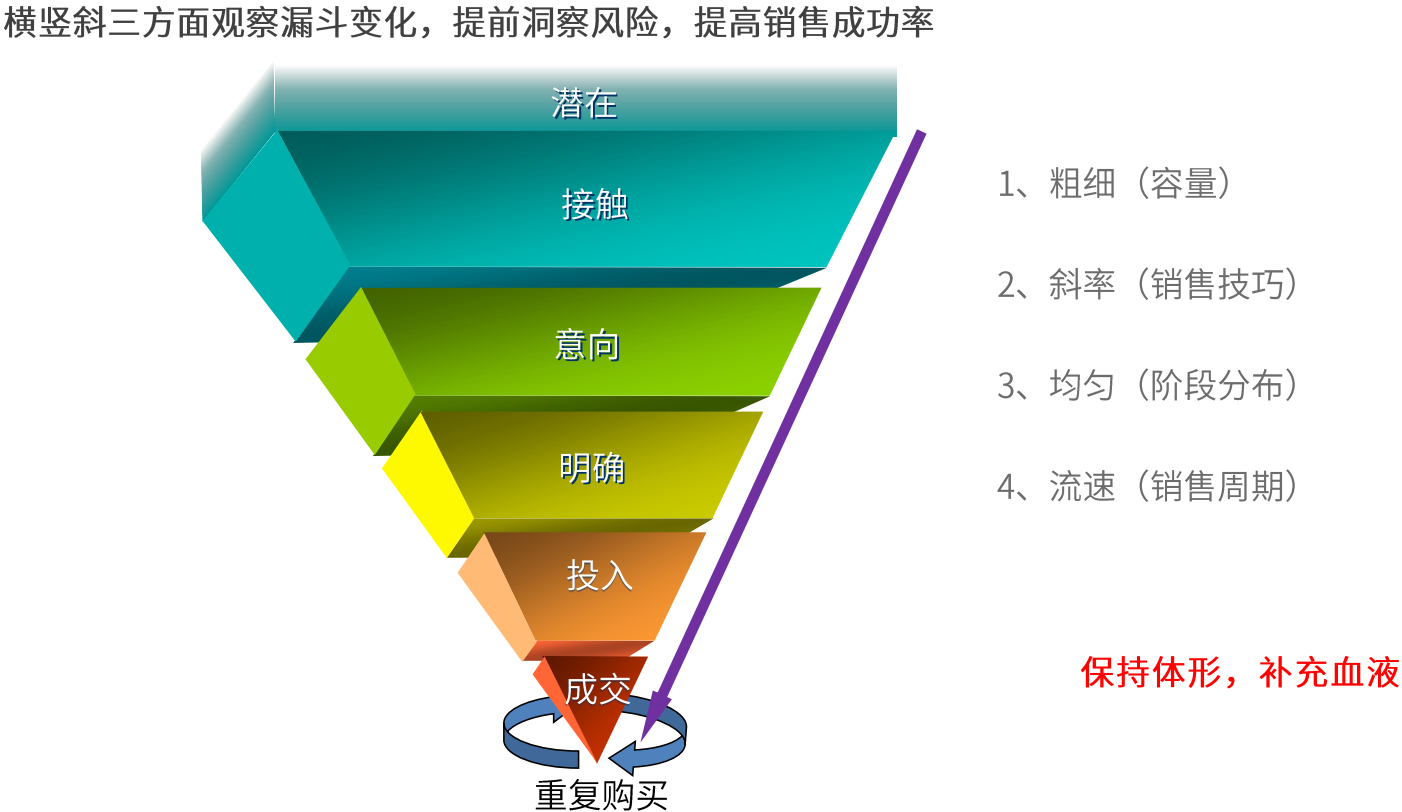 横竖斜三方面观察漏斗变化，提前洞察风险，提高销售成功率
潜在
接触
意向
明确
投入
成交
重复购买
1、粗细（容量）
2、斜率（销售技巧）
3、均匀（阶段分布）
4、流速（销售周期）
保持体形，补充血液